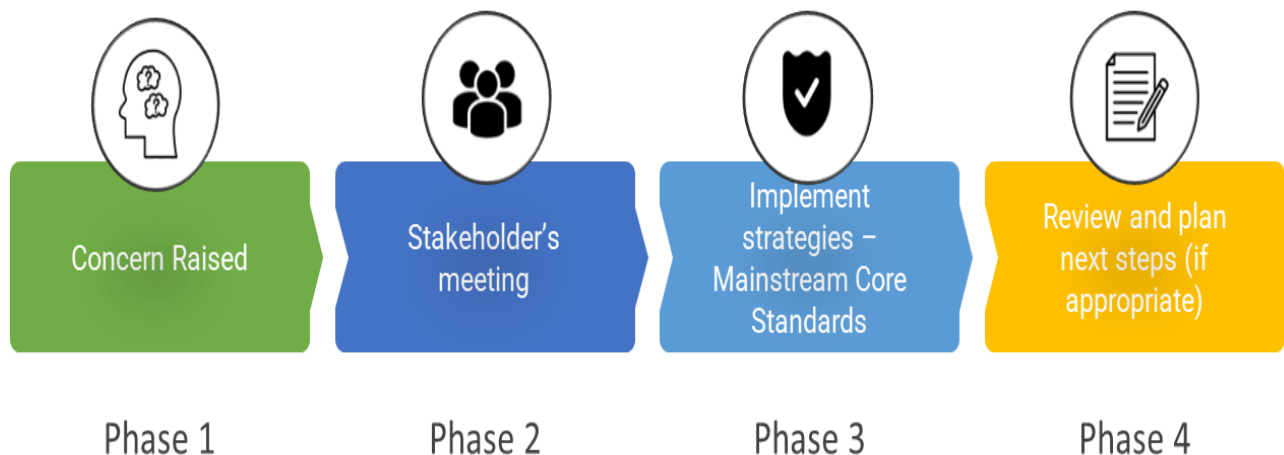 Concern Raised
Stakeholder’s
meeting
Implement
strategies –
Mainstream Core
Standards
Review and plan
next steps (if
appropriate)
Phase 1
Phase 2
Phase 3
Phase 4